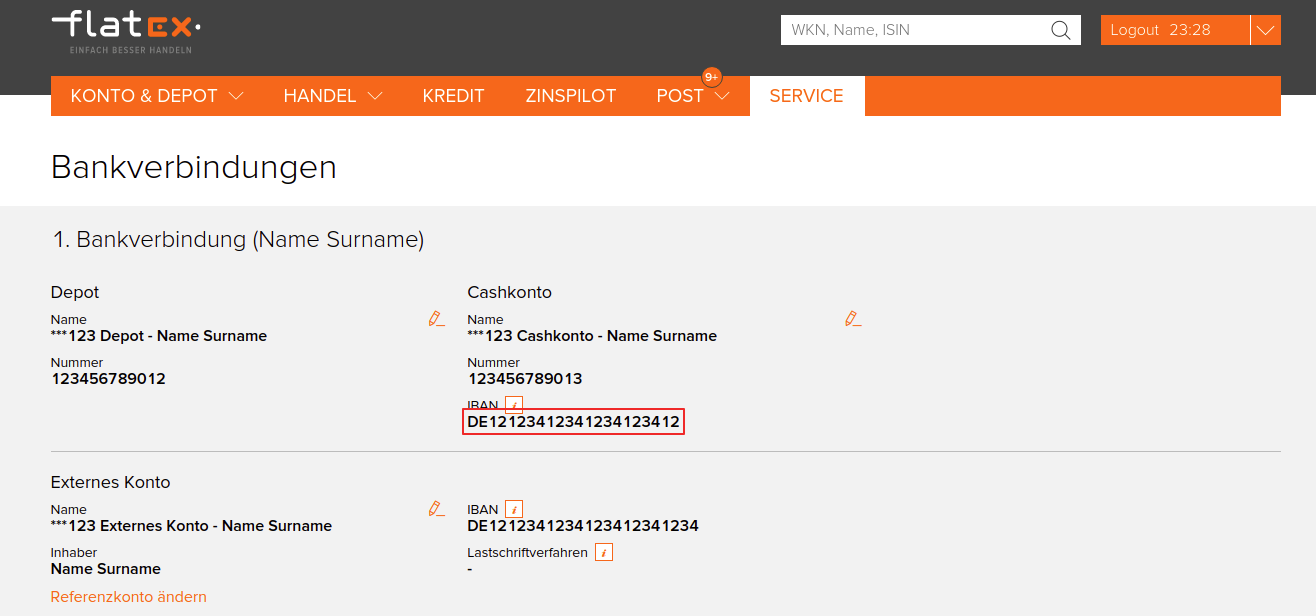 flatex
EINFACH BESSER HANDELN
WKN, Name, ISIN
Logout 23:28
9+
KONTO & DEPOT HANDEL KREDIT ZINSPILOT POST SERVICE
Bankverbindungen
1. Bankverbindung (Name Surname)
Depot
Name
***123 Depot - Name Surname
Nummer
123456789012
Cashkonto
Name
***123 Cashkonto - Name Surname
Nummer
123456789013
IBAN i
DE12123412341234123412
Externes Konto
Name
***123 Externes Konto - Name Surname
Inhaber
Name Surname
Referenzkonto ändern
IBAN i
DE12123412341234123412341234
Lastschriftverfahren i
-